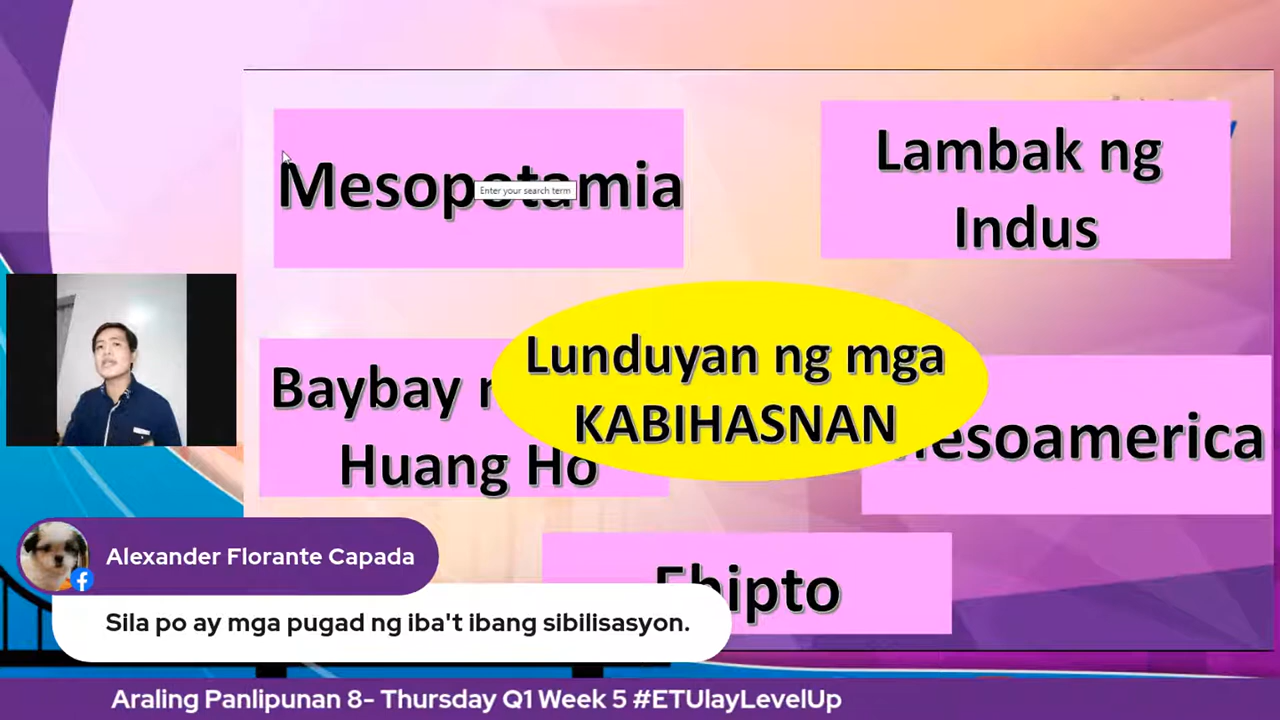 Mesopotamia
Enter your search term
Lambak ng
Indus
Baybay
Huang Ho
Lunduyan ng mga
KABIHASNAN
Mesoamerica
Ehipto
Alexander Florante Capada
Sila po ay mga pugad ng iba't ibang sibilisasyon.
Araling Panlipunan 8- Thursday Q1 Week 5 #ETUlayLevelUp